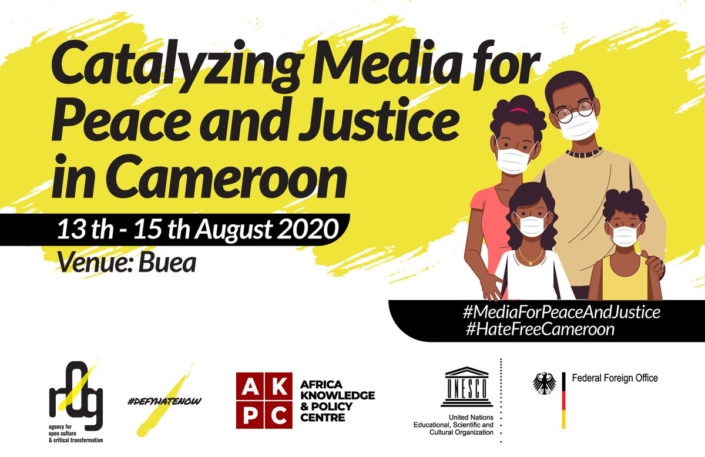 Catalyzing Media for
Peace and Justice
in Cameroon
13 th - 15 th August 2020
Venue: Buea
#MediaForPeaceAndJustice
#HateFreeCameroon
r0g
agency for
open culture
& critical transformation
#DEFYHATENOW
AK
PC
AFRICA
KNOWLEDGE
& POLICY
CENTRE
UNESCO
United Nations
Educational, Scientific and
Cultural Organization
Federal Foreign Office